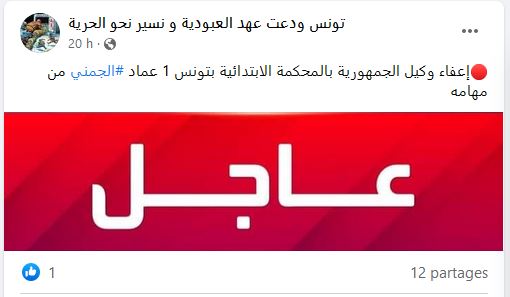 تونس ودعت عهد العبودية و نسير نحو الحرية
20 h ·
إعفاء وكيل الجمهورية بالمحكمة الابتدائية بتونس 1 عماد #الجمني من
مهامه
عاجل
1
12 partages